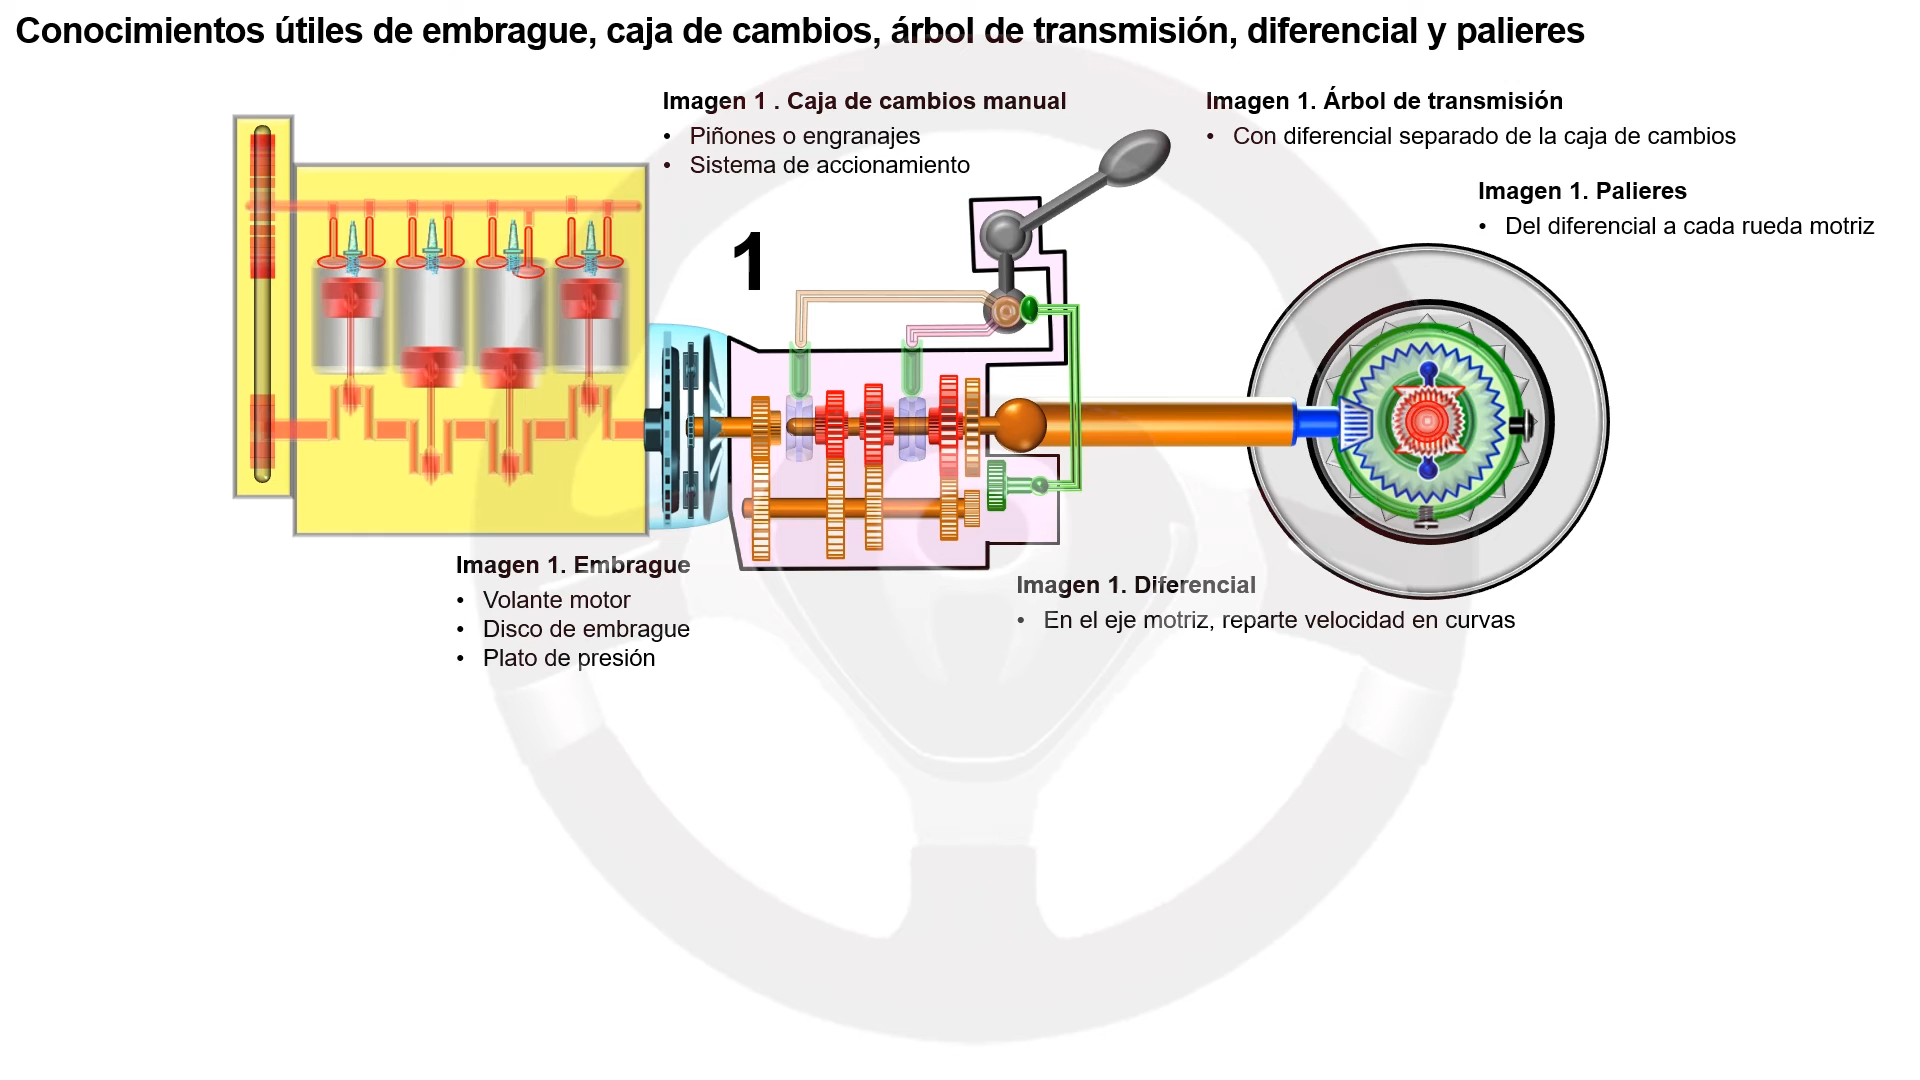 Conocimientos útiles de embrague, caja de cambios, árbol de transmisión, diferencial y palieres
Imagen 1 . Caja de cambios manual
• Piñones o engranajes
• Sistema de accionamiento
Imagen 1. Árbol de transmisión
• Con diferencial separado de la caja de cambios
Imagen 1. Palieres
• Del diferencial a cada rueda motriz
1
Imagen 1. Embrague
• Volante motor
• Disco de embrague
• Plato de presión
Imagen 1. Diferencial
• En el eje motriz, reparte velocidad en curvas